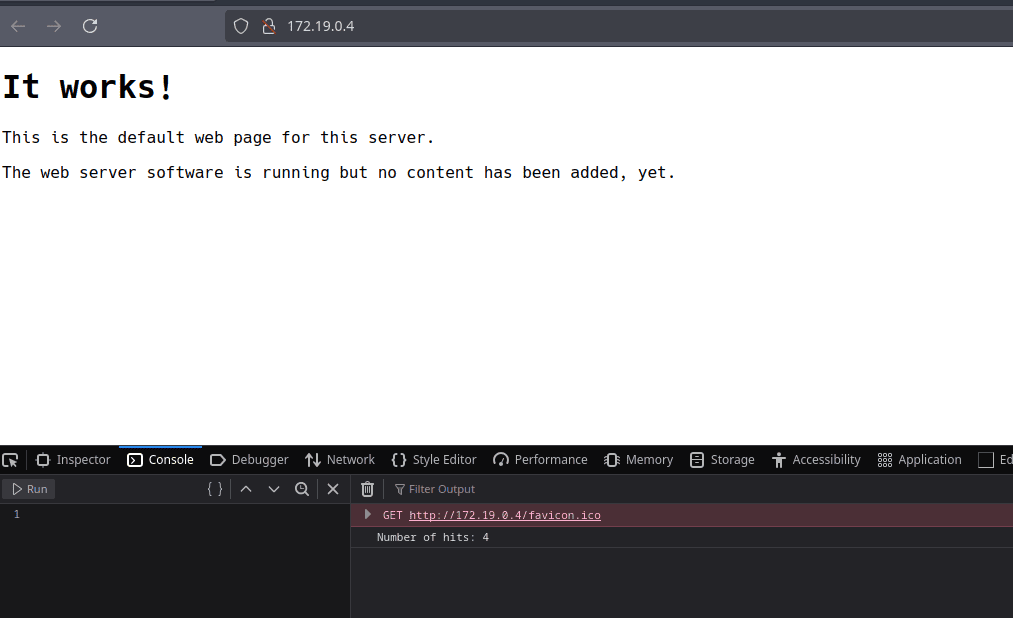 172.19.0.4
It works!
This is the default web page for this server.
The web server software is running but no content has been added, yet.
Inspector Console Debugger Network {} Style Editor Performance Memory Storage Accessibility Application Ed
Run { } Filter Output
1
GET http://172.19.0.4/favicon.ico
Number of hits: 4